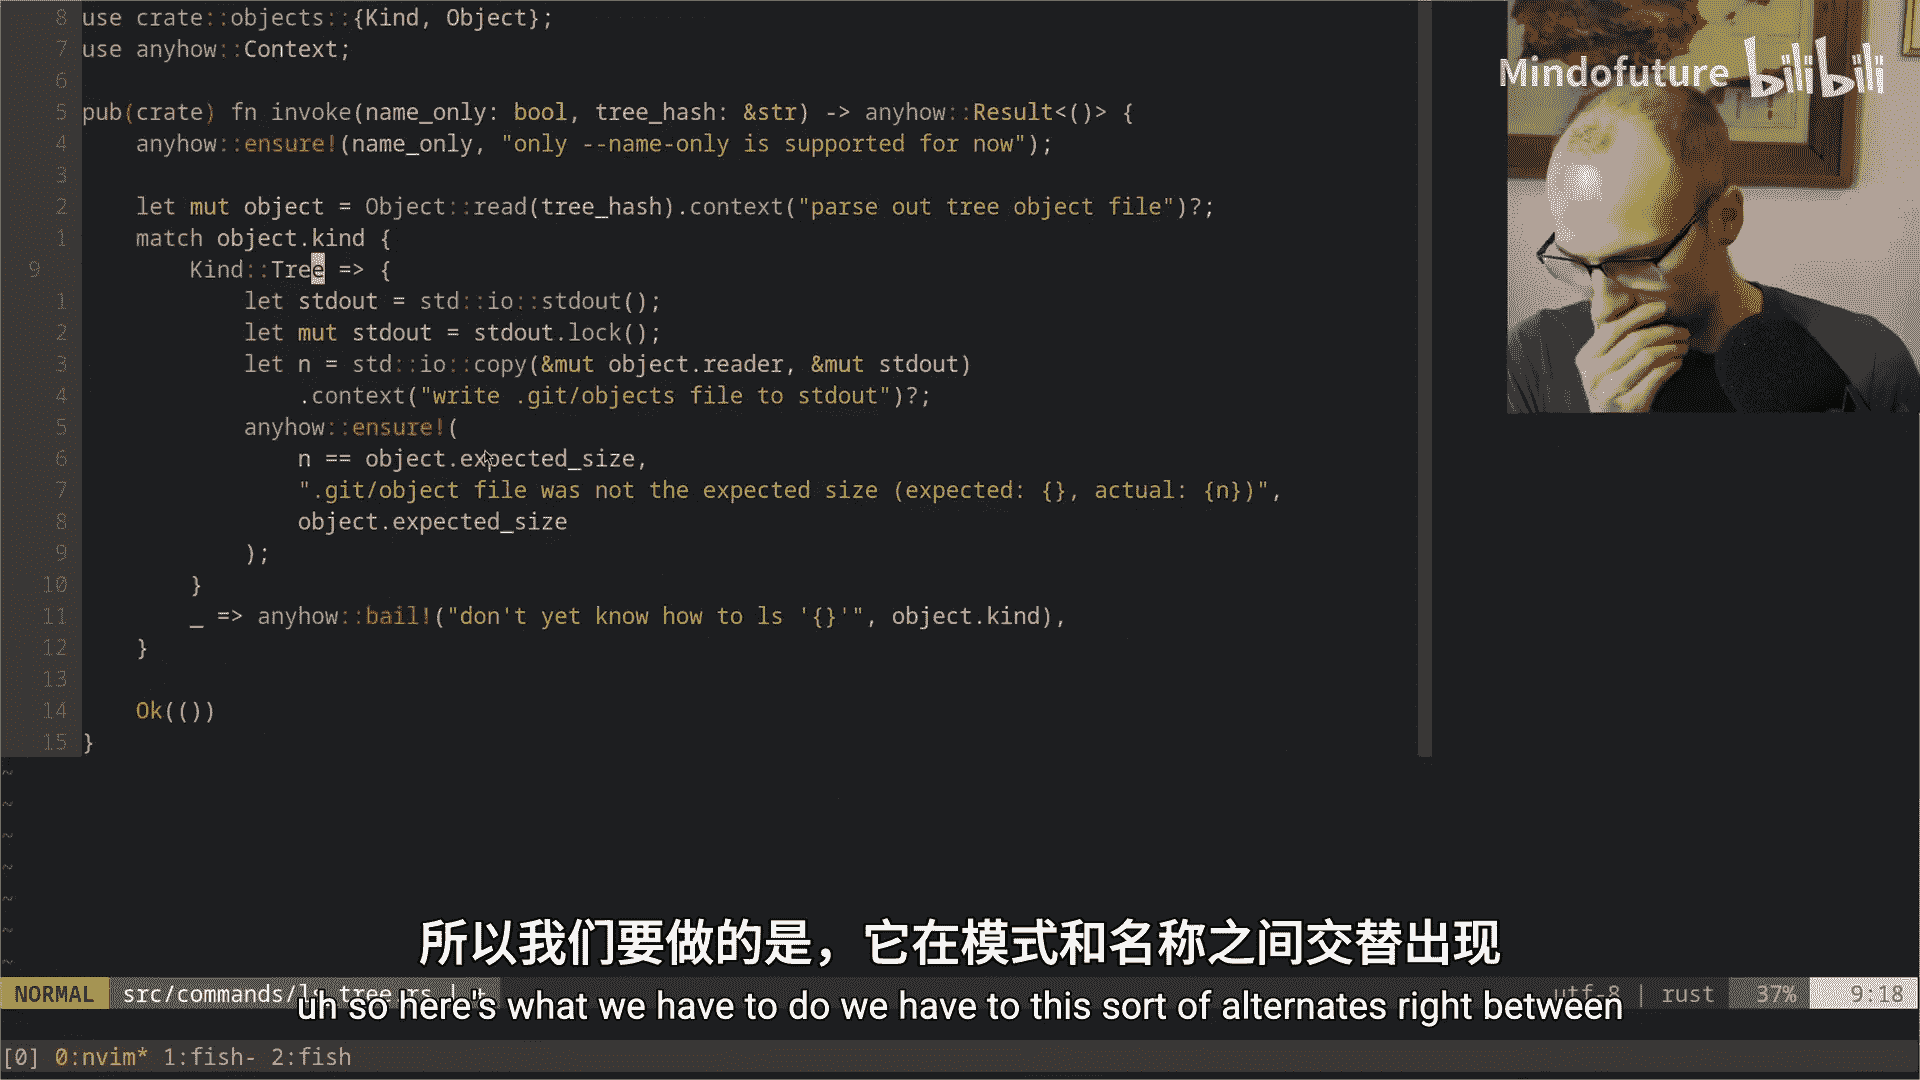 8 use crate::objects::{Kind, Object};
7 use anyhow::Context;
6
5 pub(crate) fn invoke(name_only: bool, tree_hash: &str) -> anyhow::Result<()> {
4     anyhow::ensure!(name_only, "only --name-only is supported for now");
3
2     let mut object = Object::read(tree_hash).context("parse out tree object file")?;
1     match object.kind {
9         Kind::Tree => {
1             let stdout = std::io::stdout();
2             let mut stdout = stdout.lock();
3             let n = std::io::copy(&mut object.reader, &mut stdout)
4                 .context("write .git/objects file to stdout")?;
5             anyhow::ensure!(
6                 n == object.expected_size,
7                 ".git/object file was not the expected size (expected: {}, actual: {n})",
8                 object.expected_size
9             );
10         }
11         _ => anyhow::bail!("don't yet know how to ls '{}'", object.kind),
12     }
13
14     Ok(())
15 }
Mindofuture bilibili
所以我们要做的是，它在模式和名称之间交替出现
NORMAL src/commands/ls_tree.rs | + utf-8 | rust 37% 9:18
uh so here's what we have to do we have to this sort of alternates right between
[0] 0:nvim* 1:fish- 2:fish